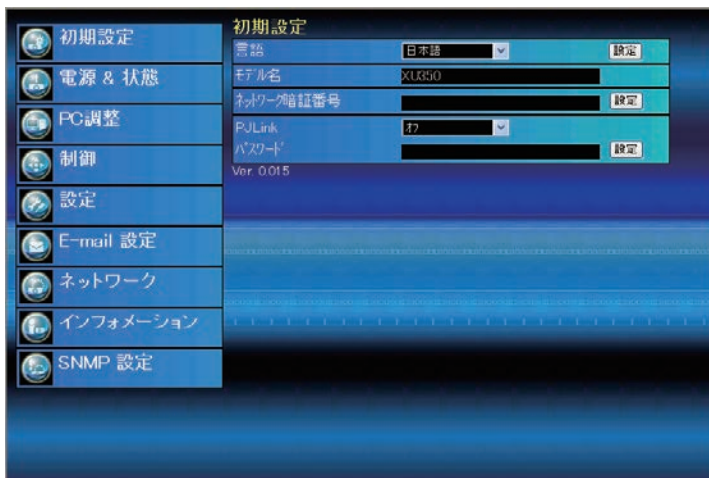 初期設定
電源 & 状態
PC調整
制御
設定
E-mail 設定
ネットワーク
インフォメーション
SNMP 設定
初期設定
言語 日本語 設定
モデル名 XU350
ネットワーク暗証番号 設定
PJLink オフ
パスワード 設定
Ver. 0.015